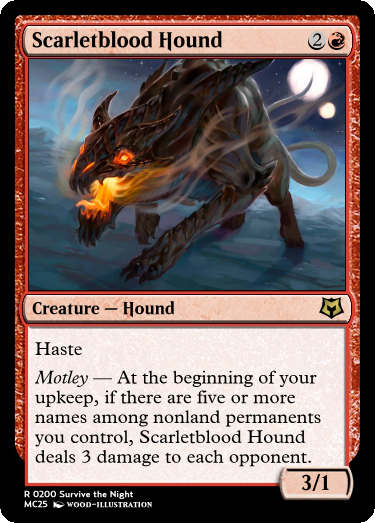 Scarletblood Hound 2
Creature — Hound
Haste
Motley — At the beginning of your
upkeep, if there are five or more
names among nonland permanents
you control, Scarletblood Hound
deals 3 damage to each opponent.
3/1
R 0200 Survive the Night
MC25 WOOD-ILLUSTRATION